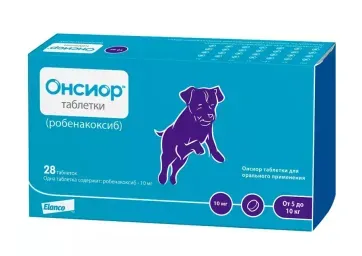 Онсиор™
таблетки
(робенакоксиб)
28 таблеток
Одна таблетка содержит: робенакоксиб - 10 мг
Elanco
Онсиор таблетки для
орального применения
10 мг
От 5 до
10 кг